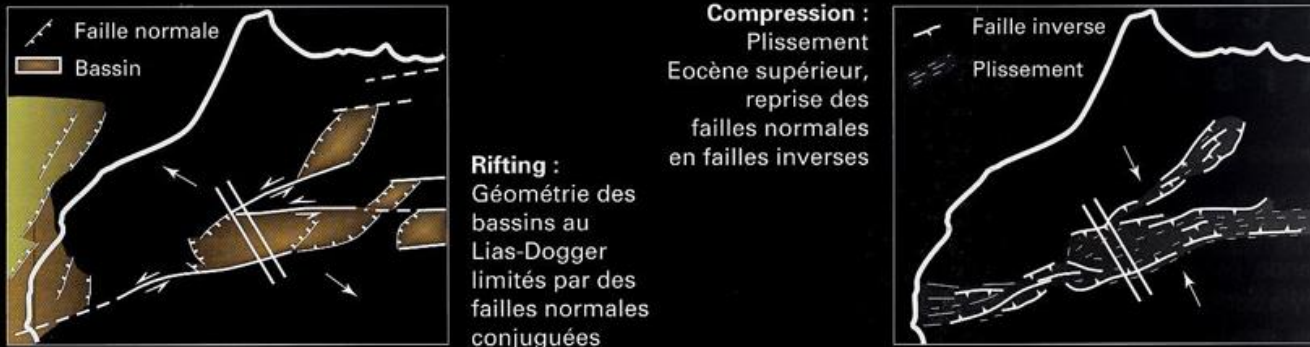 Faille normale
Bassin
Rifting :
Géométrie des
bassins au
Lias-Dogger
limités par des
failles normales
conjuguées
Compression :
Plissement
Eocène supérieur,
reprise des
failles normales
en failles inverses
Faille inverse
Plissement